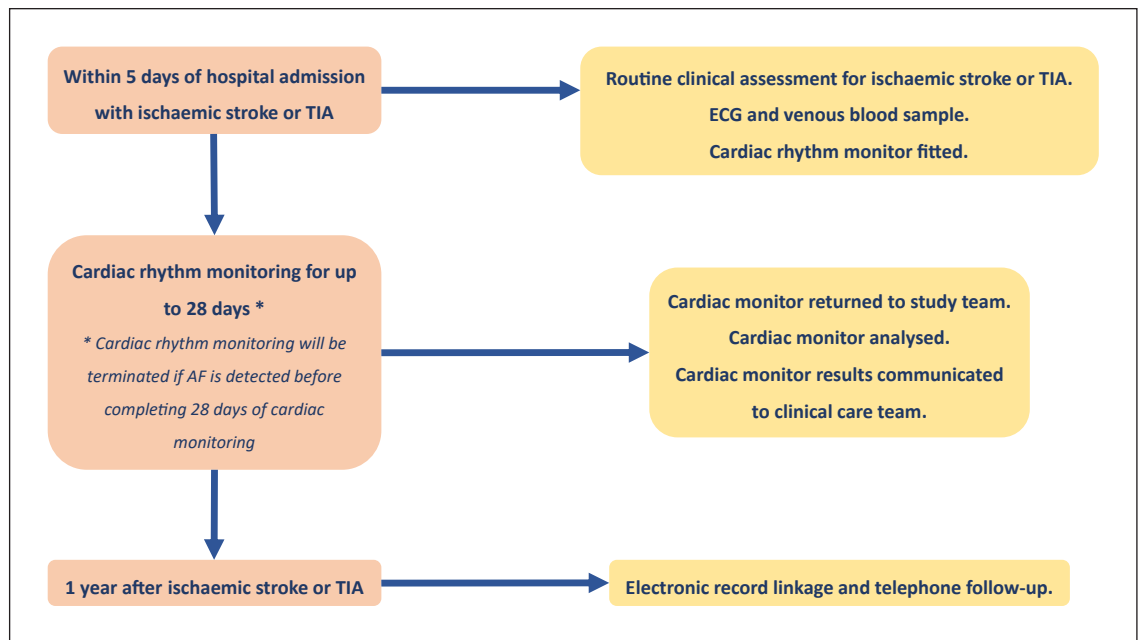 Within 5 days of hospital admission
with ischaemic stroke or TIA
Routine clinical assessment for ischaemic stroke or TIA.
ECG and venous blood sample.
Cardiac rhythm monitor fitted.
Cardiac rhythm monitoring for up
to 28 days *
* Cardiac rhythm monitoring will be
terminated if AF is detected before
completing 28 days of cardiac
monitoring
Cardiac monitor returned to study team.
Cardiac monitor analysed.
Cardiac monitor results communicated
to clinical care team.
1 year after ischaemic stroke or TIA
Electronic record linkage and telephone follow-up.